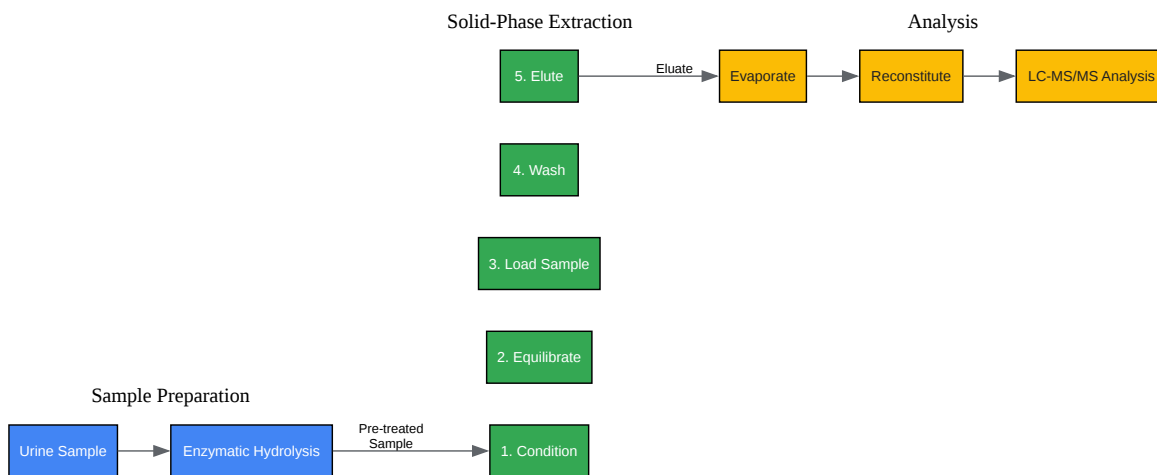 Solid-Phase Extraction
Analysis
5. Elute
Eluate
Evaporate
Reconstitute
LC-MS/MS Analysis
4. Wash
3. Load Sample
2. Equilibrate
Sample Preparation
Urine Sample
Enzymatic Hydrolysis
Pre-treated
Sample
1. Condition